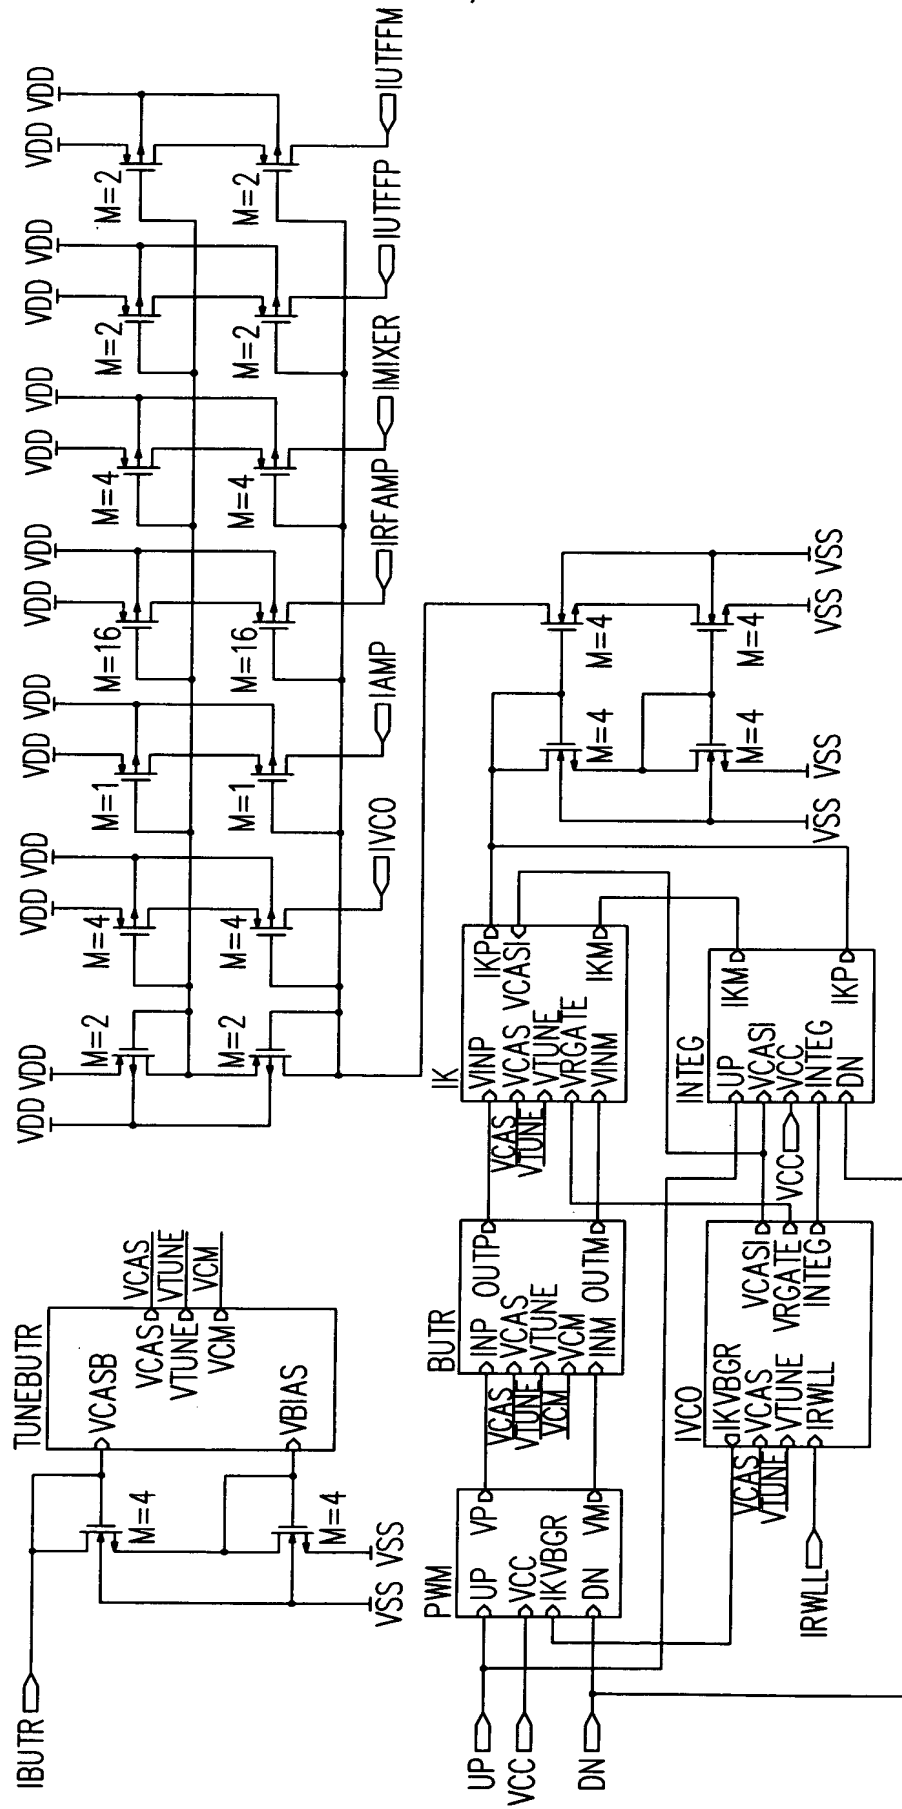 IBUTR
M=4
M=4
VSS VSS
TUNEBUTR
VCASB
VBIAS
VCAS
VTUNE
VCM
VCAS
VTUNE
VCM
VDD VDD
M=2
M=2
VDD VDD
M=4
M=4
IVCO
VDD VDD
M=1
M=1
IAMP
VDD VDD
M=16
M=16
IRFAMP
VDD VDD
M=4
M=4
IMIXER
VDD VDD
M=2
M=2
IUTFFP
VDD VDD
M=2
M=2
IUTFFM
UP
VCC
DN
PWM
UP VP
VCC
IKVBGR
DN VM
VCAS
VTUNE
VCM
BUTR
INP OUTP
VCAS
VTUNE
VCM
INM OUTM
VCAS
VTUNE
IK
VINP IKP
VCAS VCASI
VTUNE
VRGATE
VINM IKM
M=4
M=4
M=4
M=4
VSS
VSS
VSS
VSS
IRWLL
VCAS
VTUNE
IVCO
IKVBGR
VCAS VCASI
VTUNE VRGATE
IRWLL INTEG
VCC
INTEG
UP IKM
VCASI
VCC
INTEG
DN IKP